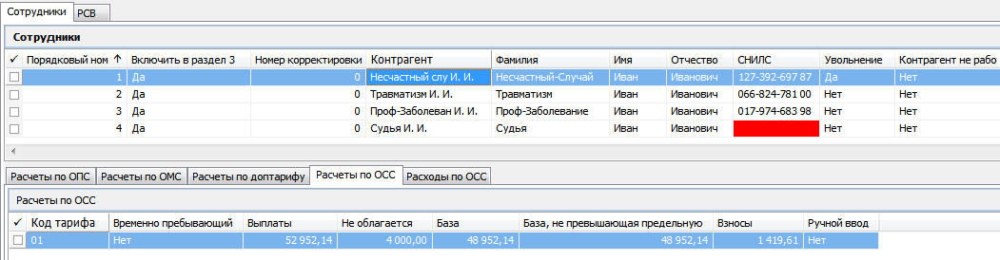 Сотрудники РСВ
Сотрудники
Порядковый ном Включить в раздел 3 Номер корректировки Контрагент Фамилия Имя Отчество СНИЛС Увольнение Контрагент не рабо
1 Да 0 Несчастный слу И. И. Несчастный-Случай Иван Иванович 127-392-697 87 Да Нет
2 Да 0 Травматизм И. И. Травматизм Иван Иванович 066-824-781 00 Нет Нет
3 Да 0 Проф-Заболеван И. И. Проф-Заболевание Иван Иванович 017-974-683 98 Нет Нет
4 Да 0 Судья И. И. Судья Иван Иванович Нет Нет
Расчеты по ОПС Расчеты по ОМС Расчеты по доптарифу Расчеты по ОСС Расходы по ОСС
Расчеты по ОСС
Код тарифа Временно пребывающий Выплаты Не облагается База База, не превышающая предельную Взносы Ручной ввод
01 Нет 52 952,14 4 000,00 48 952,14 48 952,14 1 419,61 Нет